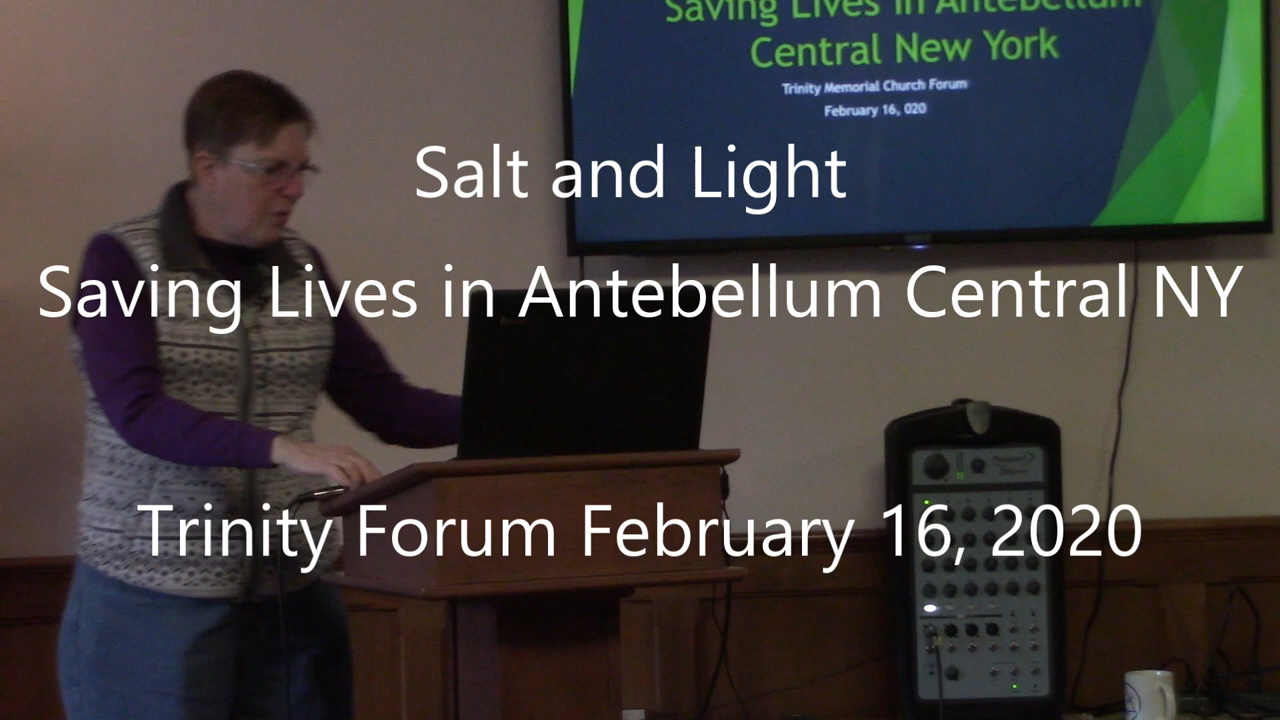 Saving Lives in Antebellum
Central New York
Trinity Memorial Church Forum
February 16, 020
Salt and Light
Saving Lives in Antebellum Central NY
Trinity Forum February 16, 2020